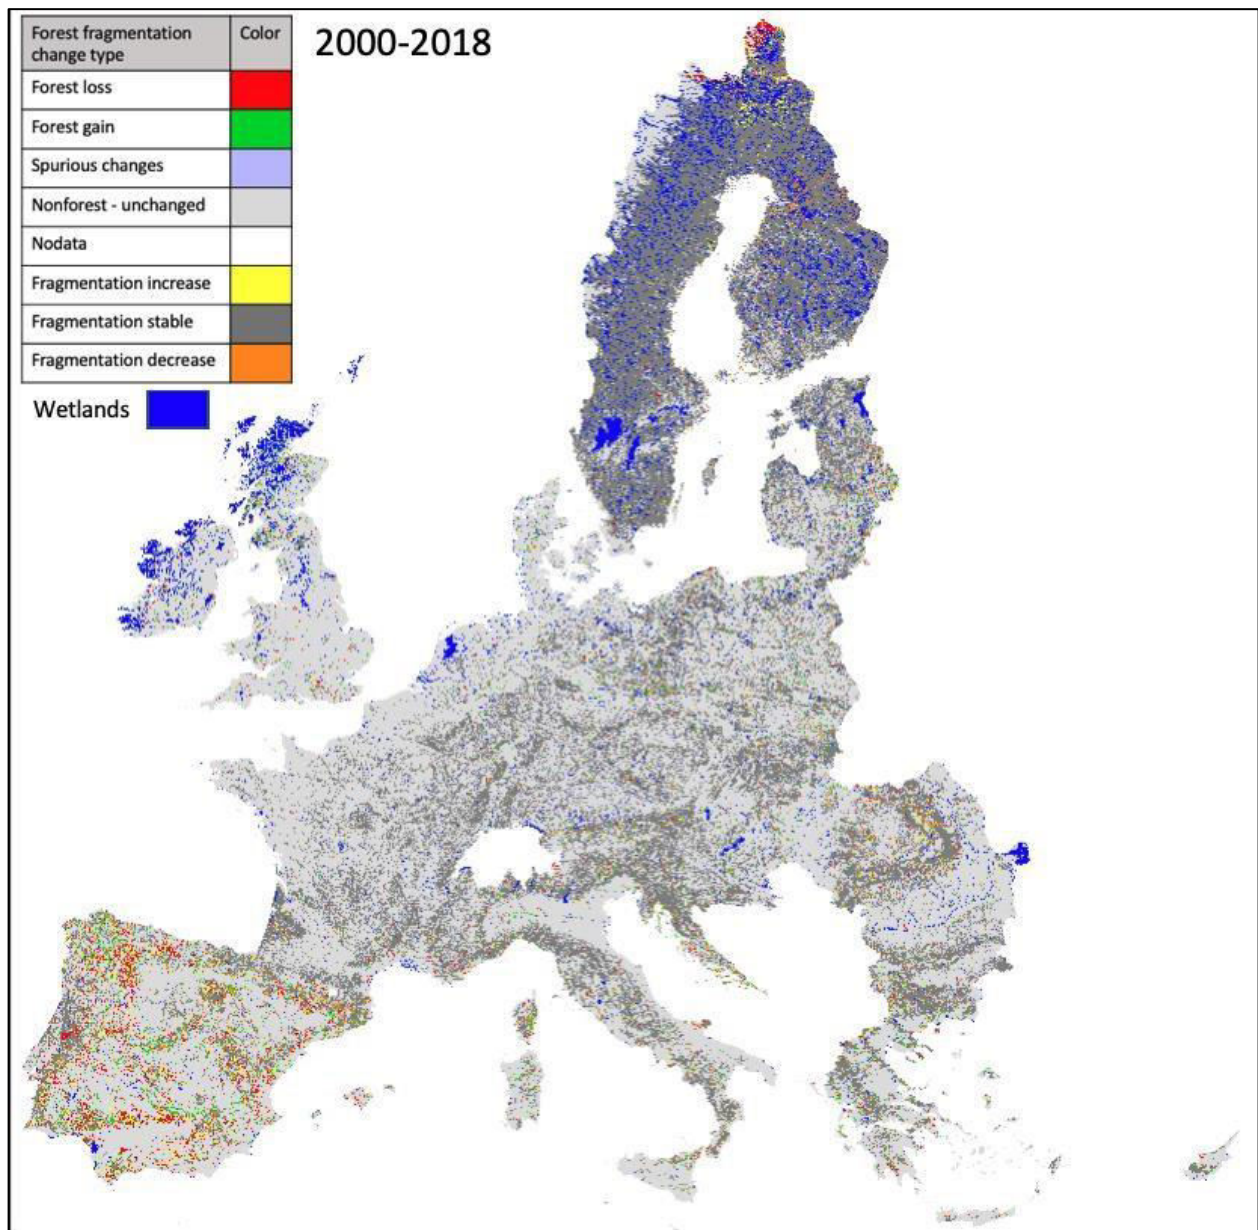 Forest fragmentation
change type
Color
2000-2018
Forest loss
Forest gain
Spurious changes
Nonforest - unchanged
Nodata
Fragmentation increase
Fragmentation stable
Fragmentation decrease
Wetlands